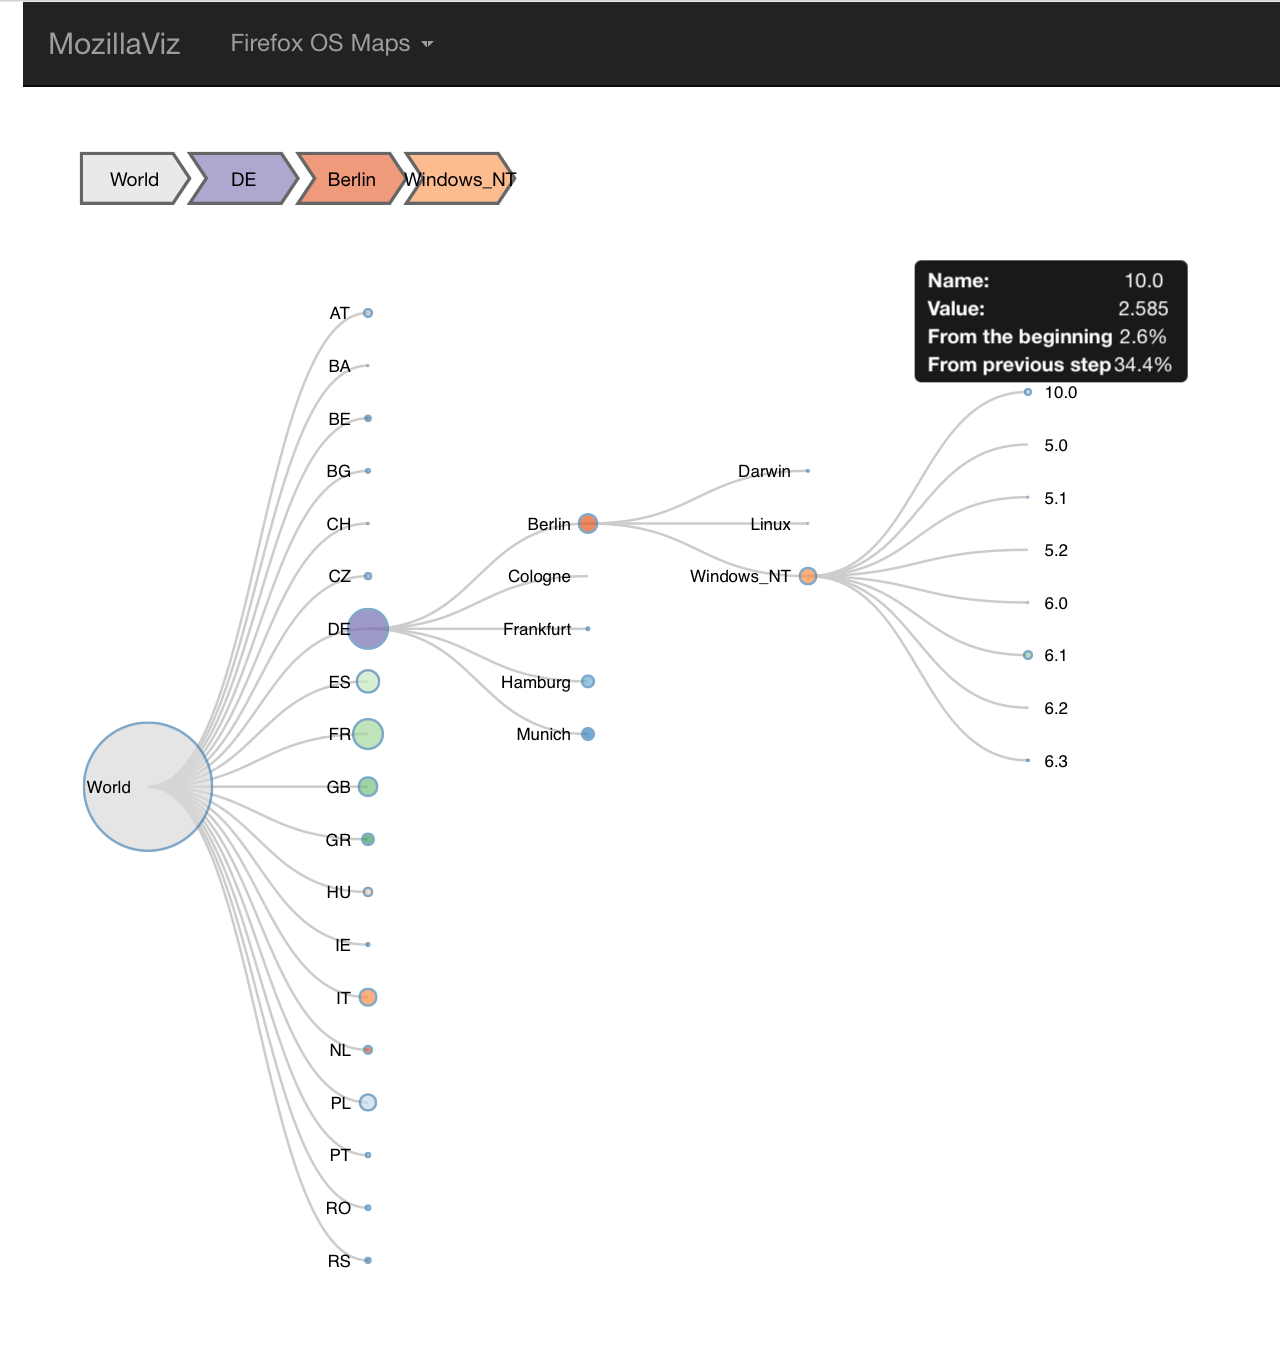 MozillaViz Firefox OS Maps
World DE Berlin Windows_NT
Name: 10.0
Value: 2.585
From the beginning 2.6%
From previous step 34.4%
AT
BA
BE
BG
CH
CZ
DE
ES
FR
GB
GR
HU
IE
IT
NL
PL
PT
RO
RS
World
Berlin
Cologne
Frankfurt
Hamburg
Munich
Darwin
Linux
Windows_NT
10.0
5.0
5.1
5.2
6.0
6.1
6.2
6.3